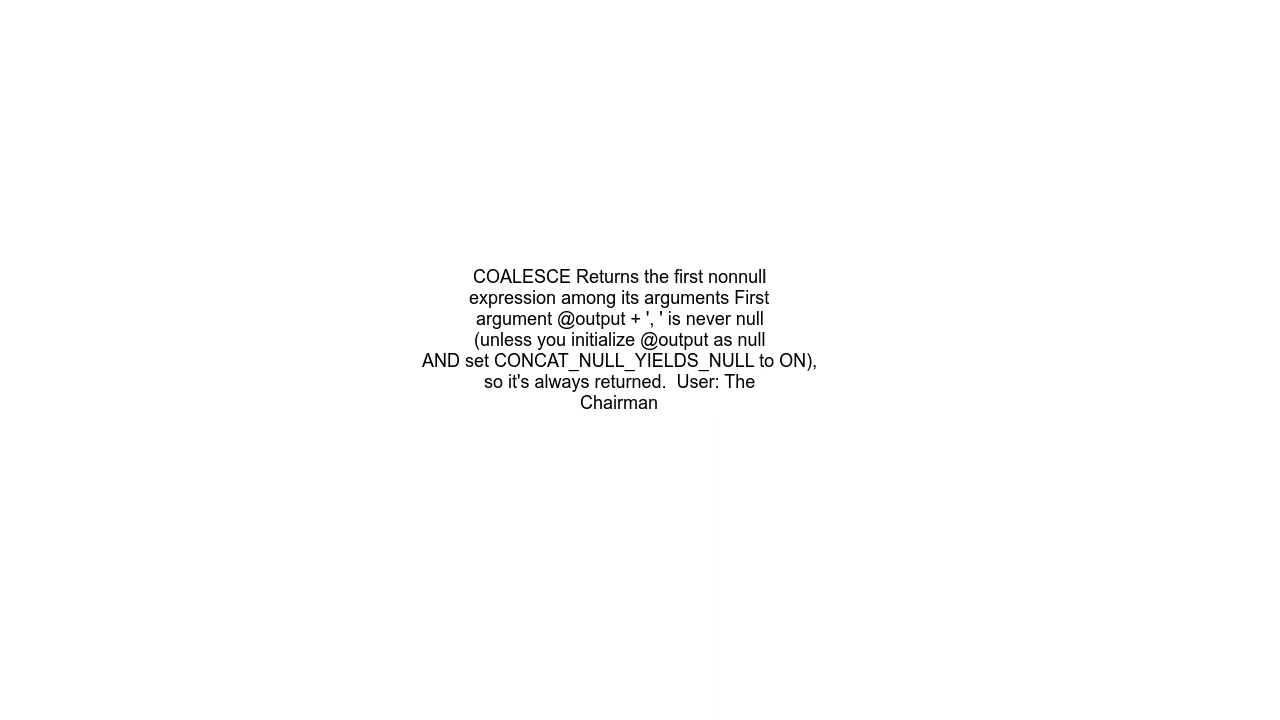 COALESCE Returns the first nonnull
expression among its arguments First
argument @output + ', ' is never null
(unless you initialize @output as null
AND set CONCAT_NULL_YIELDS_NULL to ON),
so it's always returned.  User: The
Chairman